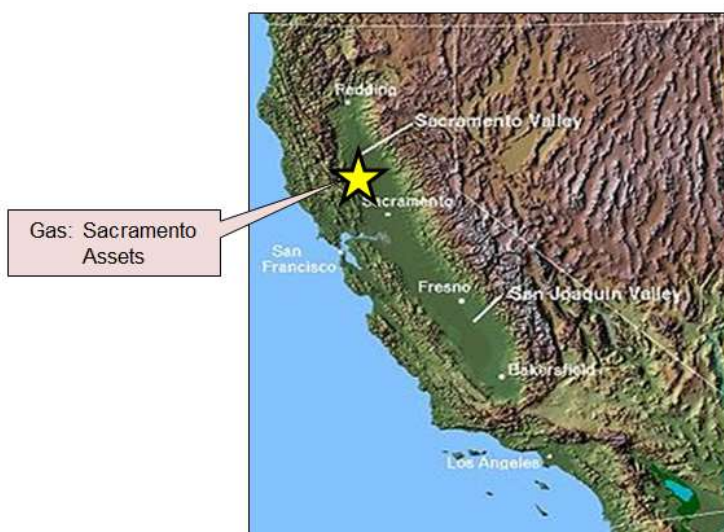 Redding
Sacramento Valley
Sacramento
Gas: Sacramento
Assets
San
Francisco
Fresno
San Joaquin Valley
Bakersfield
Los Angeles